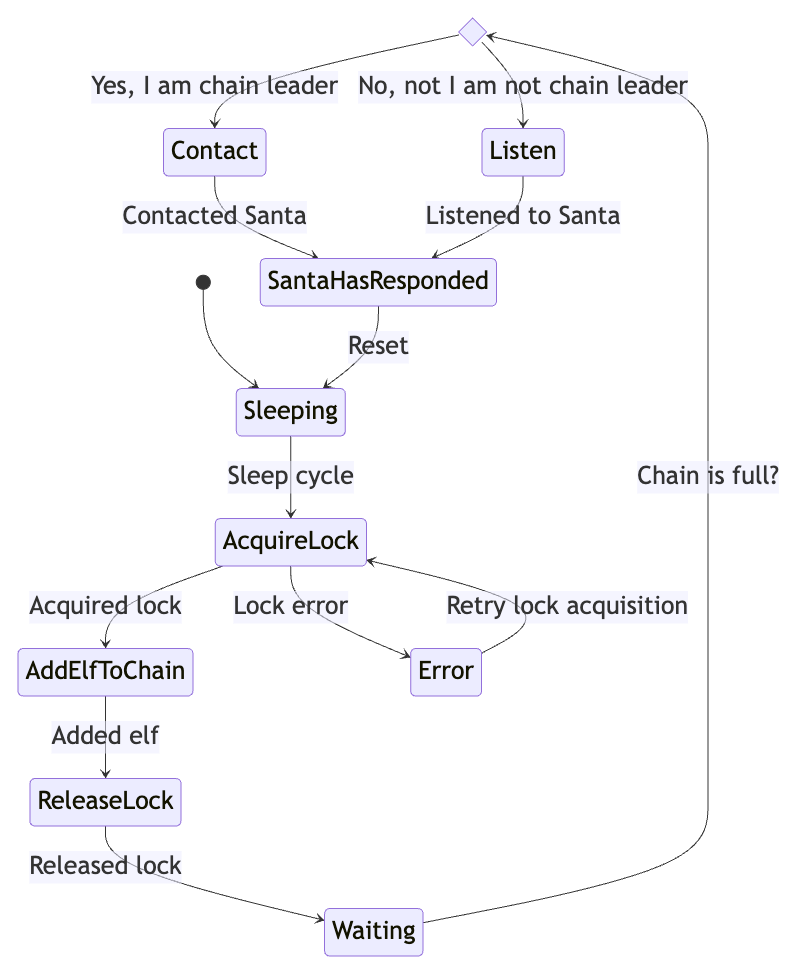 Yes, I am chain leader
No, not I am not chain leader
Contact
Listen
Contacted Santa
Listened to Santa
SantaHasResponded
Reset
Sleeping
Sleep cycle
Chain is full?
AcquireLock
Acquired lock
Lock error
Retry lock acquisition
AddElfToChain
Error
Added elf
ReleaseLock
Released lock
Waiting